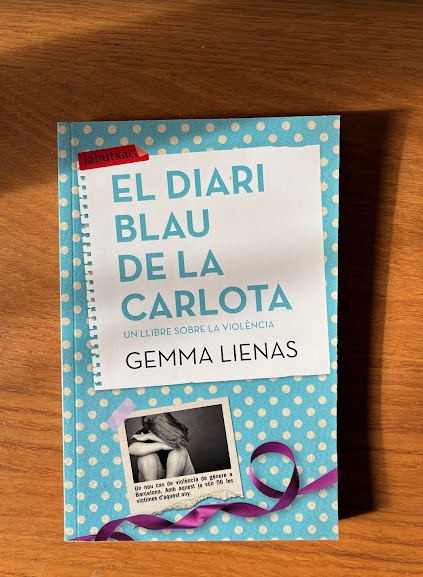 labutxaca
EL DIARI
BLAU
DE LA
CARLOTA
UN LLIBRE SOBRE LA VIOLÈNCIA
GEMMA LIENAS
Un nou cas de violència de gènere a
Barcelona. Amb aquest ja són 56 les
víctimes d'aquest any.